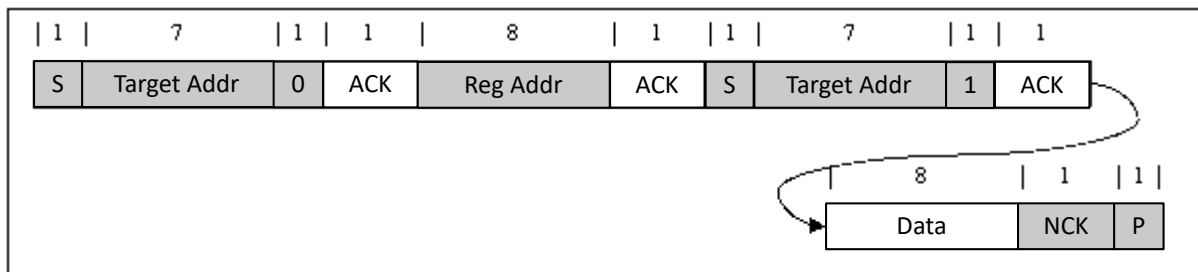 | 1 | 7 | 1 | 1 | 8 | 1 | 1 | 7 | 1 | 1
S Target Addr 0 ACK Reg Addr ACK S Target Addr 1 ACK
| 8 | 1 | 1 |
Data NCK P